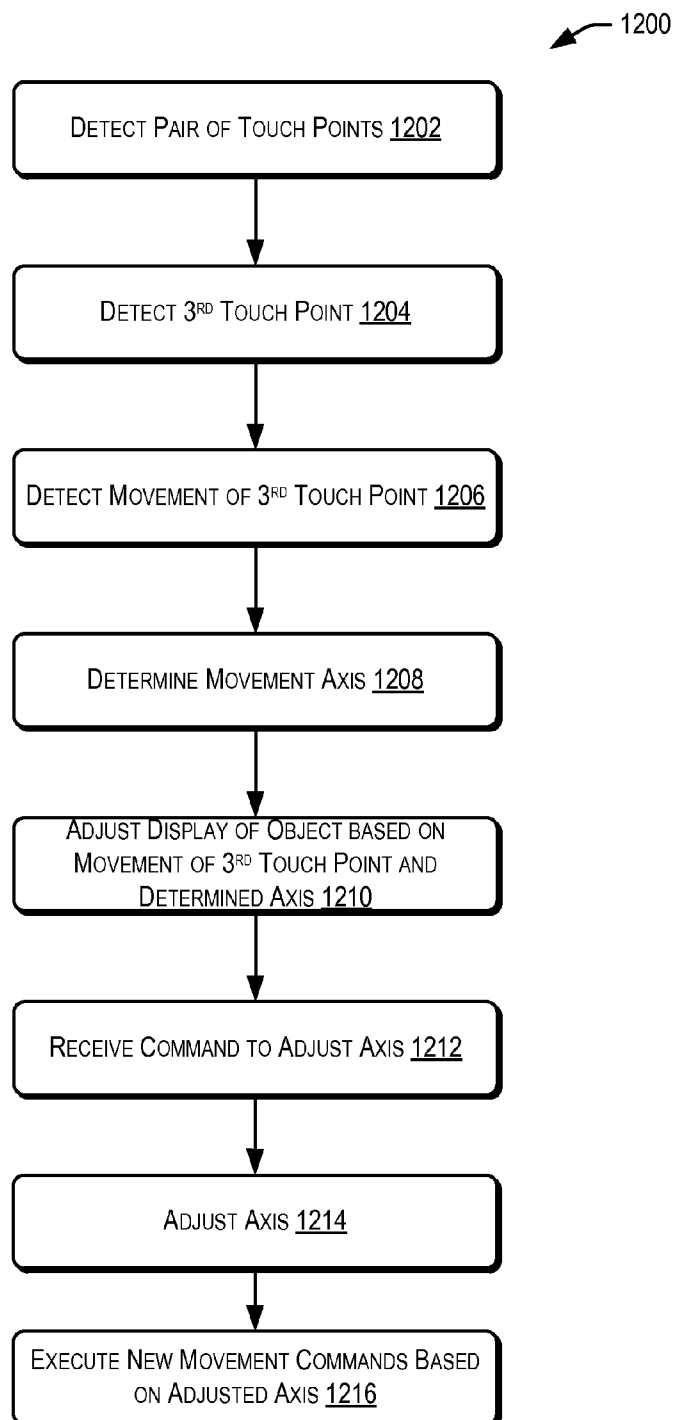 1200
DETECT PAIR OF TOUCH POINTS 1202
DETECT 3RD TOUCH POINT 1204
DETECT MOVEMENT OF 3RD TOUCH POINT 1206
DETERMINE MOVEMENT AXIS 1208
ADJUST DISPLAY OF OBJECT BASED ON
MOVEMENT OF 3RD TOUCH POINT AND
DETERMINED AXIS 1210
RECEIVE COMMAND TO ADJUST AXIS 1212
ADJUST AXIS 1214
EXECUTE NEW MOVEMENT COMMANDS BASED
ON ADJUSTED AXIS 1216